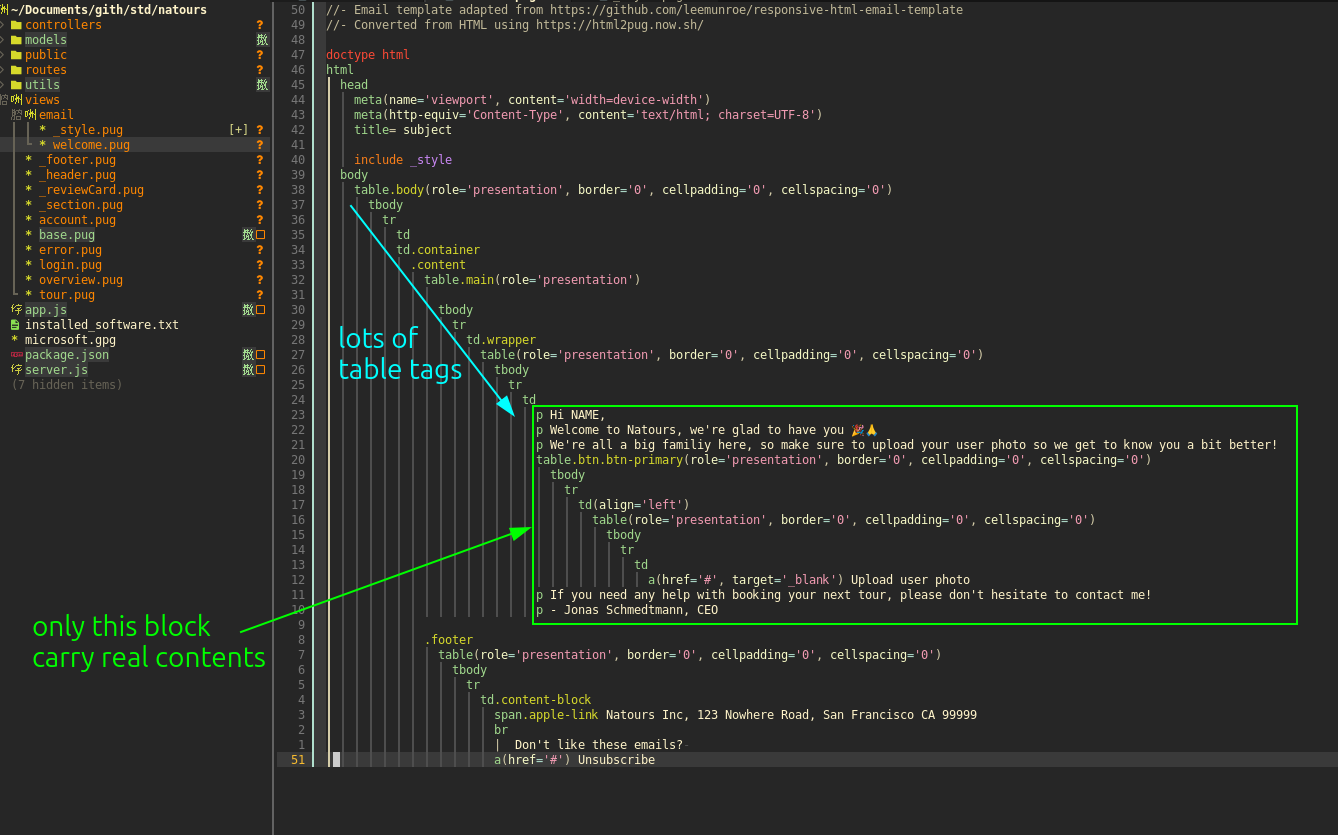 ~/Documents/gith/std/natours
controllers ?
models
public ?
routes ?
utils
views
email
* _style.pug [+] ?
* welcome.pug ?
* _footer.pug ?
* _header.pug ?
* _reviewCard.pug ?
* _section.pug ?
* account.pug ?
* base.pug
* error.pug ?
* login.pug ?
* overview.pug ?
* tour.pug ?
app.js
installed_software.txt
* microsoft.gpg
package.json
server.js
(7 hidden items)
50 //- Email template adapted from https://github.com/leemunroe/responsive-html-email-template
49 //- Converted from HTML using https://html2pug.now.sh/
48
47 doctype html
46 html
45 head
44 meta(name='viewport', content='width=device-width')
43 meta(http-equiv='Content-Type', content='text/html; charset=UTF-8')
42 title= subject
41
40 include _style
39 body
38 table.body(role='presentation', border='0', cellpadding='0', cellspacing='0')
37 tbody
36 tr
35 td
34 td.container
33 .content
32 table.main(role='presentation')
31
30 tbody
29 tr
28 td.wrapper
27 table(role='presentation', border='0', cellpadding='0', cellspacing='0')
26 tbody
25 tr
24 td
23 p Hi NAME,
22 p Welcome to Natours, we're glad to have you 🎉🙏
21 p We're all a big familiy here, so make sure to upload your user photo so we get to know you a bit better!
20 table.btn.btn-primary(role='presentation', border='0', cellpadding='0', cellspacing='0')
19 tbody
18 tr
17 td(align='left')
16 table(role='presentation', border='0', cellpadding='0', cellspacing='0')
15 tbody
14 tr
13 td
12 a(href='#', target='_blank') Upload user photo
11 p If you need any help with booking your next tour, please don't hesitate to contact me!
10 p - Jonas Schmedtmann, CEO
9
8 .footer
7 table(role='presentation', border='0', cellpadding='0', cellspacing='0')
6 tbody
5 tr
4 td.content-block
3 span.apple-link Natours Inc, 123 Nowhere Road, San Francisco CA 99999
2 br
1 | Don't like these emails?
51 a(href='#') Unsubscribe
lots of
table tags
only this block
carry real contents